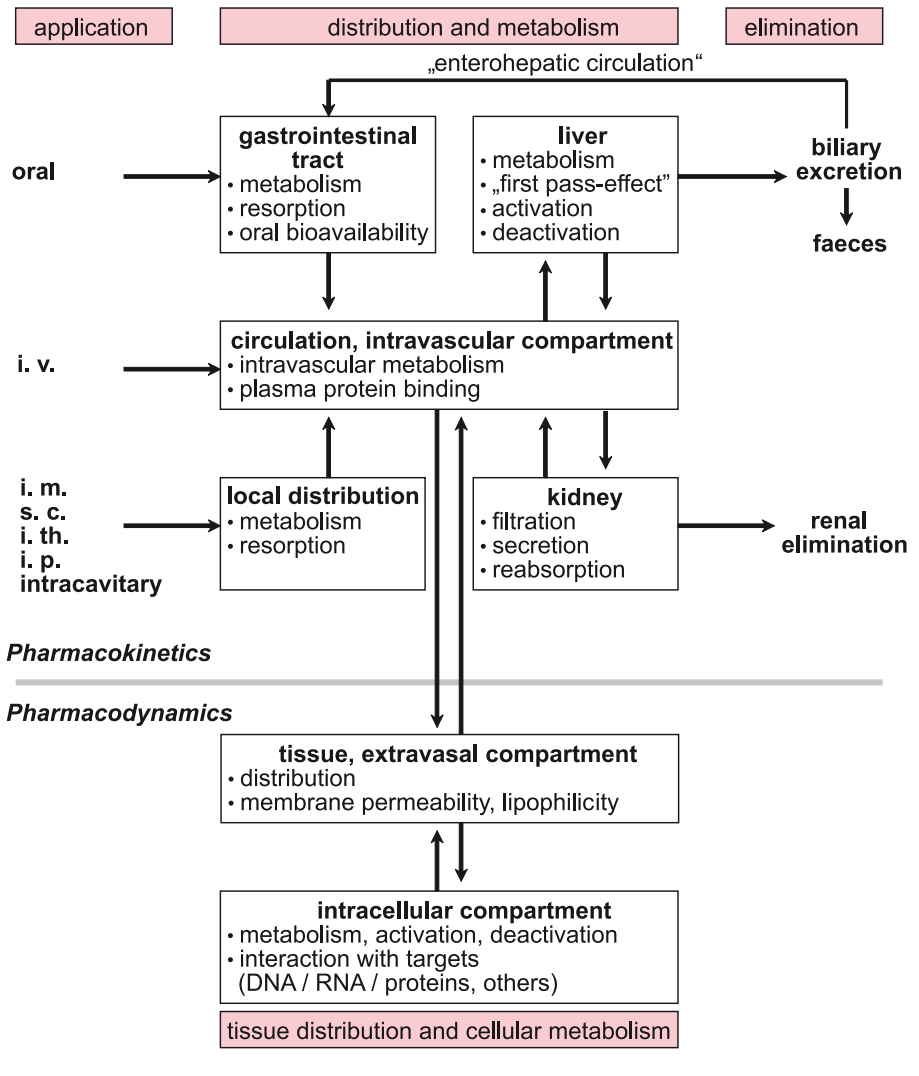 application
distribution and metabolism
elimination
„enterohepatic circulation“
oral
gastrointestinal
tract
· metabolism
· resorption
· oral bioavailability
liver
· metabolism
· „first pass-effect”
· activation
· deactivation
biliary
excretion
faeces
i. v.
circulation, intravascular compartment
· intravascular metabolism
· plasma protein binding
i. m.
s. c.
i. th.
i. p.
intracavitary
local distribution
· metabolism
· resorption
kidney
· filtration
· secretion
· reabsorption
renal
elimination
Pharmacokinetics
Pharmacodynamics
tissue, extravasal compartment
· distribution
· membrane permeability, lipophilicity
intracellular compartment
· metabolism, activation, deactivation
· interaction with targets
(DNA / RNA / proteins, others)
tissue distribution and cellular metabolism